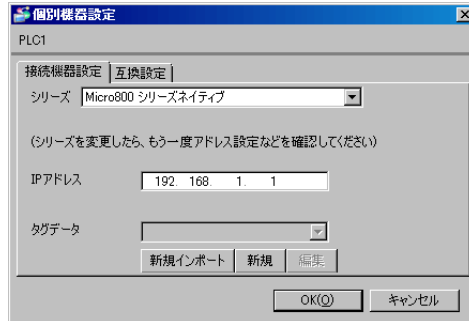 個別機器設定
PLC1
接続機器設定 互換設定
シリーズ Micro800 シリーズネイティブ
(シリーズを変更したら、もう一度アドレス設定などを確認してください)
IPアドレス 192. 168. 1. 1
タグデータ
新規インポート 新規 編集
OK(O) キャンセル